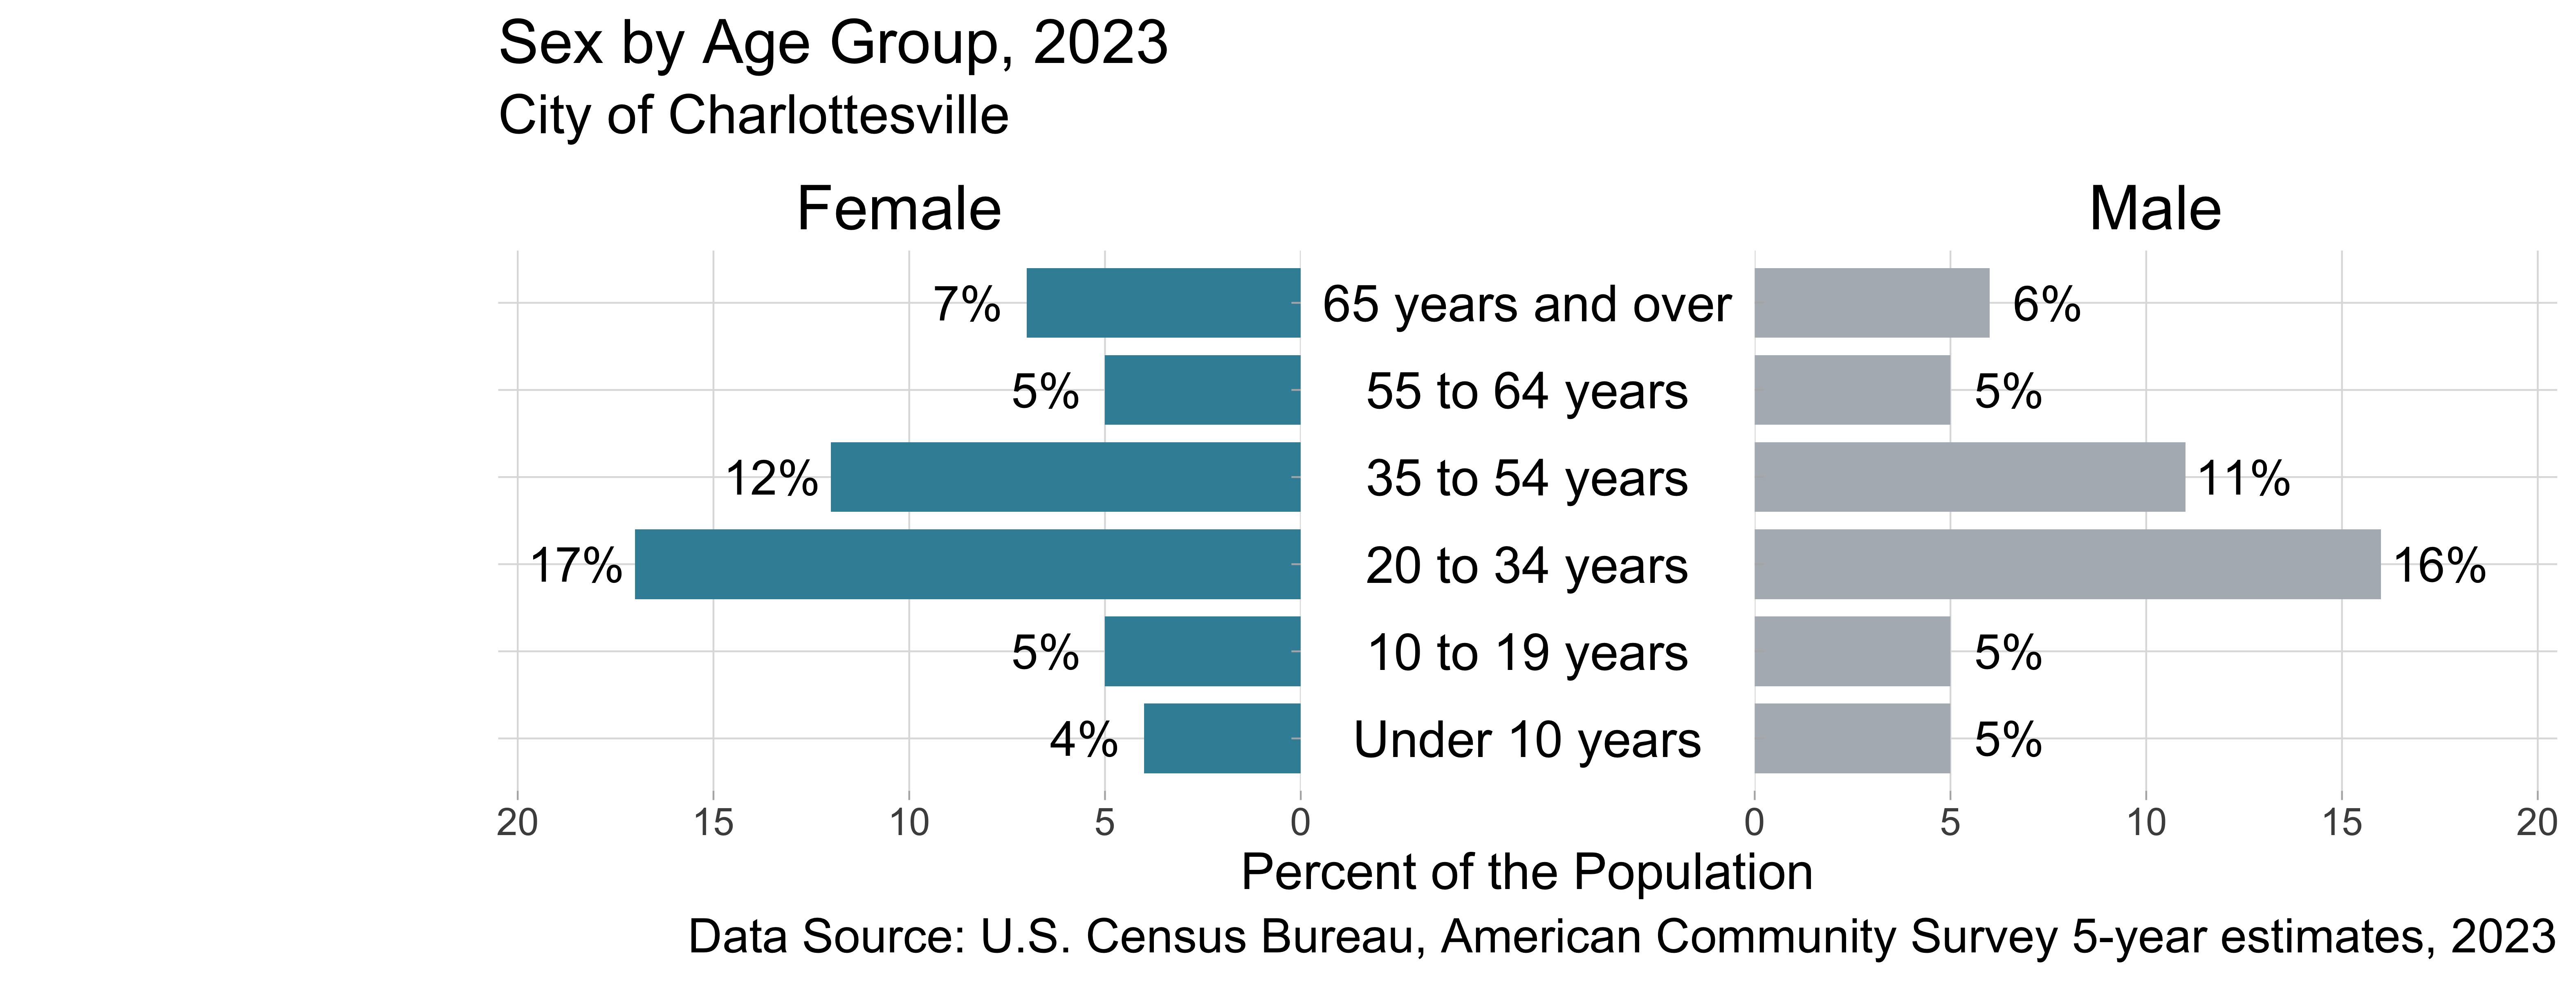 Sex by Age Group, 2023
City of Charlottesville
Female Male
7% 65 years and over 6%
5% 55 to 64 years 5%
12% 35 to 54 years 11%
17% 20 to 34 years 16%
5% 10 to 19 years 5%
4% Under 10 years 5%
20 15 10 5 0 0 5 10 15 20
Percent of the Population
Data Source: U.S. Census Bureau, American Community Survey 5-year estimates, 2023